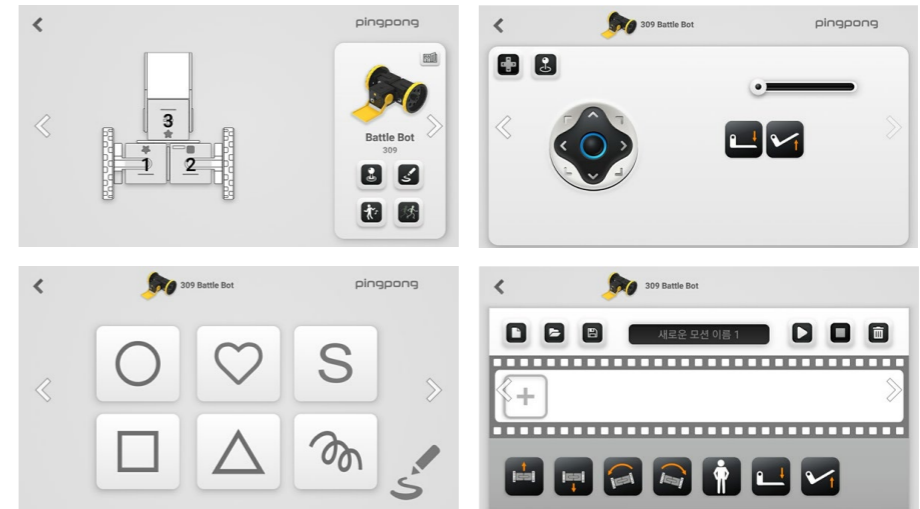 pingpong
3
1
2
Battle Bot
309
309 Battle Bot
pingpong
309 Battle Bot
pingpong
S
309 Battle Bot
새로운 모션 이름 1